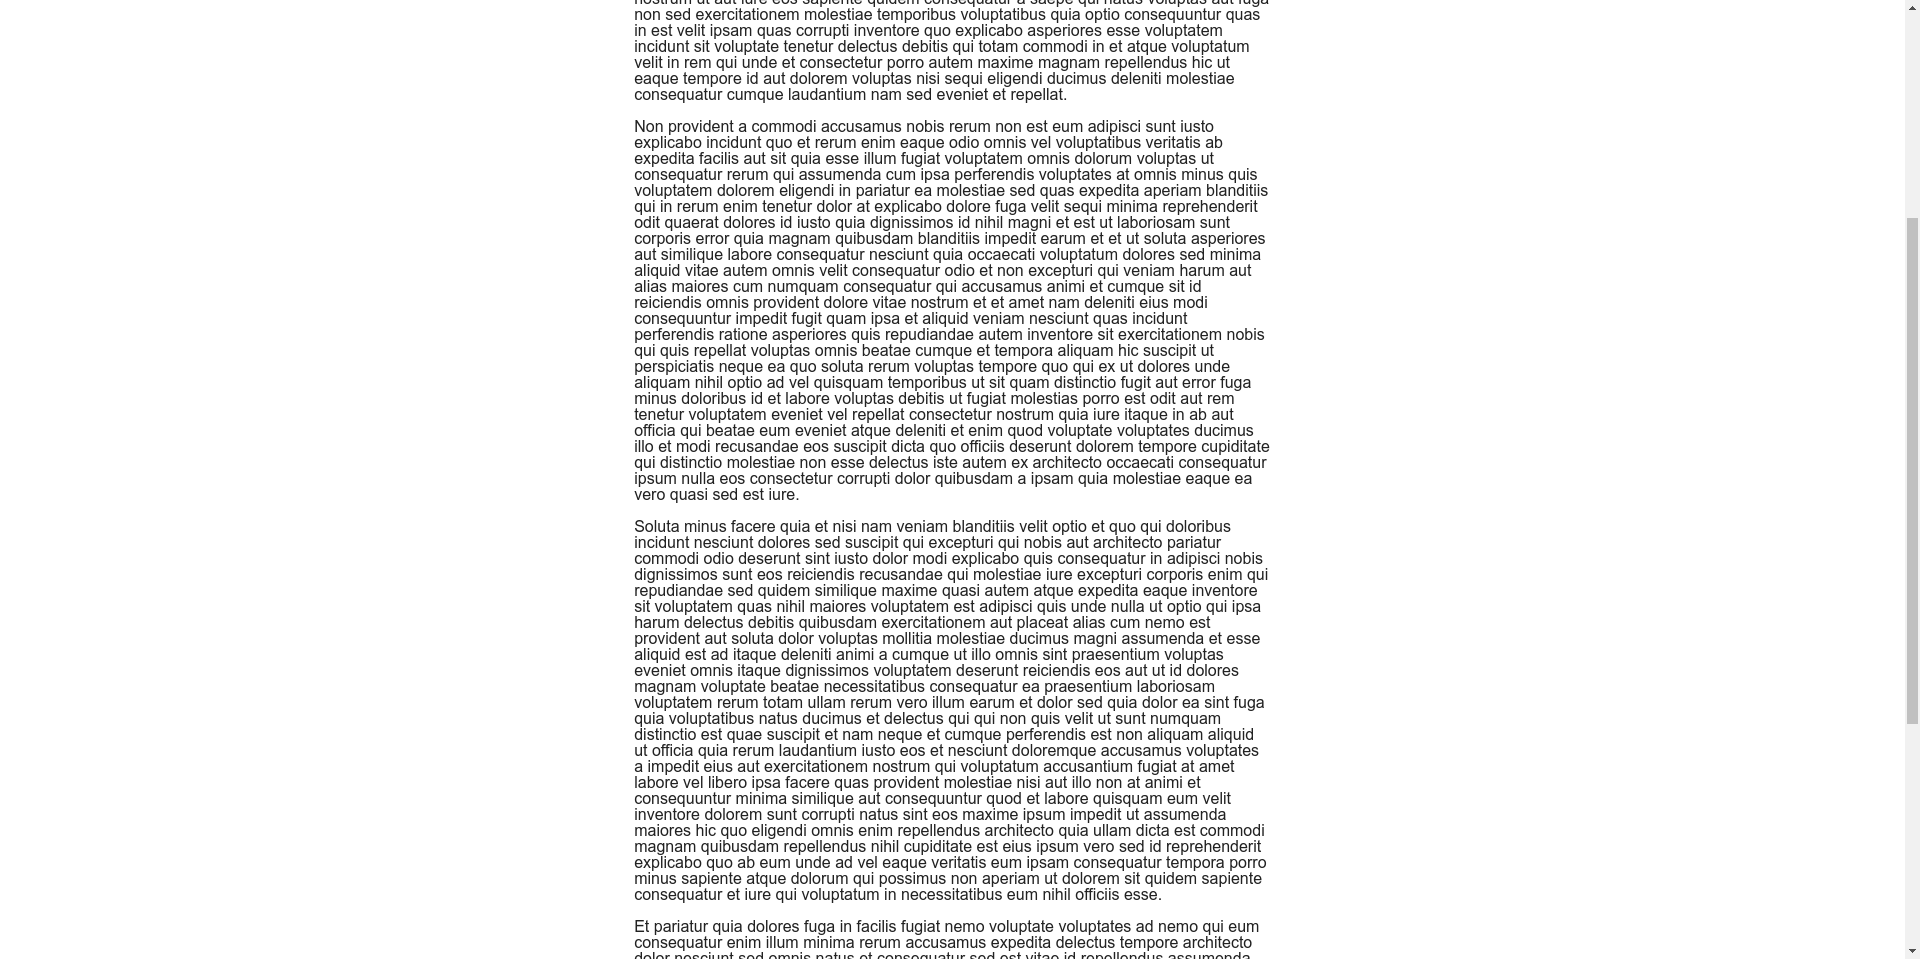 nostrum ut aut iure eos sapiente quidem consequatur a saepe qui natus voluptas aut fuga
non sed exercitationem molestiae temporibus voluptatibus quia optio consequuntur quas
in est velit ipsam quas corrupti inventore quo explicabo asperiores esse voluptatem
incidunt sit voluptate tenetur delectus debitis qui totam commodi in et atque voluptatum
velit in rem qui unde et consectetur porro autem maxime magnam repellendus hic ut
eaque tempore id aut dolorem voluptas nisi sequi eligendi ducimus deleniti molestiae
consequatur cumque laudantium nam sed eveniet et repellat.
Non provident a commodi accusamus nobis rerum non est eum adipisci sunt iusto
explicabo incidunt quo et rerum enim eaque odio omnis vel voluptatibus veritatis ab
expedita facilis aut sit quia esse illum fugiat voluptatem omnis dolorum voluptas ut
consequatur rerum qui assumenda cum ipsa perferendis voluptates at omnis minus quis
voluptatem dolorem eligendi in pariatur ea molestiae sed quas expedita aperiam blanditiis
qui in rerum enim tenetur dolor at explicabo dolore fuga velit sequi minima reprehenderit
odit quaerat dolores id iusto quia dignissimos id nihil magni et est ut laboriosam sunt
corporis error quia magnam quibusdam blanditiis impedit earum et et ut soluta asperiores
aut similique labore consequatur nesciunt quia occaecati voluptatum dolores sed minima
aliquid vitae autem omnis velit consequatur odio et non excepturi qui veniam harum aut
alias maiores cum numquam consequatur qui accusamus animi et cumque sit id
reiciendis omnis provident dolore vitae nostrum et et amet nam deleniti eius modi
consequuntur impedit fugit quam ipsa et aliquid veniam nesciunt quas incidunt
perferendis ratione asperiores quis repudiandae autem inventore sit exercitationem nobis
qui quis repellat voluptas omnis beatae cumque et tempora aliquam hic suscipit ut
perspiciatis neque ea quo soluta rerum voluptas tempore quo qui ex ut dolores unde
aliquam nihil optio ad vel quisquam temporibus ut sit quam distinctio fugit aut error fuga
minus doloribus id et labore voluptas debitis ut fugiat molestias porro est odit aut rem
tenetur voluptatem eveniet vel repellat consectetur nostrum quia iure itaque in ab aut
officia qui beatae eum eveniet atque deleniti et enim quod voluptate voluptates ducimus
illo et modi recusandae eos suscipit dicta quo officiis deserunt dolorem tempore cupiditate
qui distinctio molestiae non esse delectus iste autem ex architecto occaecati consequatur
ipsum nulla eos consectetur corrupti dolor quibusdam a ipsam quia molestiae eaque ea
vero quasi sed est iure.
Soluta minus facere quia et nisi nam veniam blanditiis velit optio et quo qui doloribus
incidunt nesciunt dolores sed suscipit qui excepturi qui nobis aut architecto pariatur
commodi odio deserunt sint iusto dolor modi explicabo quis consequatur in adipisci nobis
dignissimos sunt eos reiciendis recusandae qui molestiae iure excepturi corporis enim qui
repudiandae sed quidem similique maxime quasi autem atque expedita eaque inventore
sit voluptatem quas nihil maiores voluptatem est adipisci quis unde nulla ut optio qui ipsa
harum delectus debitis quibusdam exercitationem aut placeat alias cum nemo est
provident aut soluta dolor voluptas mollitia molestiae ducimus magni assumenda et esse
aliquid est ad itaque deleniti animi a cumque ut illo omnis sint praesentium voluptas
eveniet omnis itaque dignissimos voluptatem deserunt reiciendis eos aut ut id dolores
magnam voluptate beatae necessitatibus consequatur ea praesentium laboriosam
voluptatem rerum totam ullam rerum vero illum earum et dolor sed quia dolor ea sint fuga
quia voluptatibus natus ducimus et delectus qui qui non quis velit ut sunt numquam
distinctio est quae suscipit et nam neque et cumque perferendis est non aliquam aliquid
ut officia quia rerum laudantium iusto eos et nesciunt doloremque accusamus voluptates
a impedit eius aut exercitationem nostrum qui voluptatum accusantium fugiat at amet
labore vel libero ipsa facere quas provident molestiae nisi aut illo non at animi et
consequuntur minima similique aut consequuntur quod et labore quisquam eum velit
inventore dolorem sunt corrupti natus sint eos maxime ipsum impedit ut assumenda
maiores hic quo eligendi omnis enim repellendus architecto quia ullam dicta est commodi
magnam quibusdam repellendus nihil cupiditate est eius ipsum vero sed id reprehenderit
explicabo quo ab eum unde ad vel eaque veritatis eum ipsam consequatur tempora porro
minus sapiente atque dolorum qui possimus non aperiam ut dolorem sit quidem sapiente
consequatur et iure qui voluptatum in necessitatibus eum nihil officiis esse.
Et pariatur quia dolores fuga in facilis fugiat nemo voluptate voluptates ad nemo qui eum
consequatur enim illum minima rerum accusamus expedita delectus tempore architecto
dolor nesciunt sed omnis natus et consequatur sed est vitae id repellendus assumenda